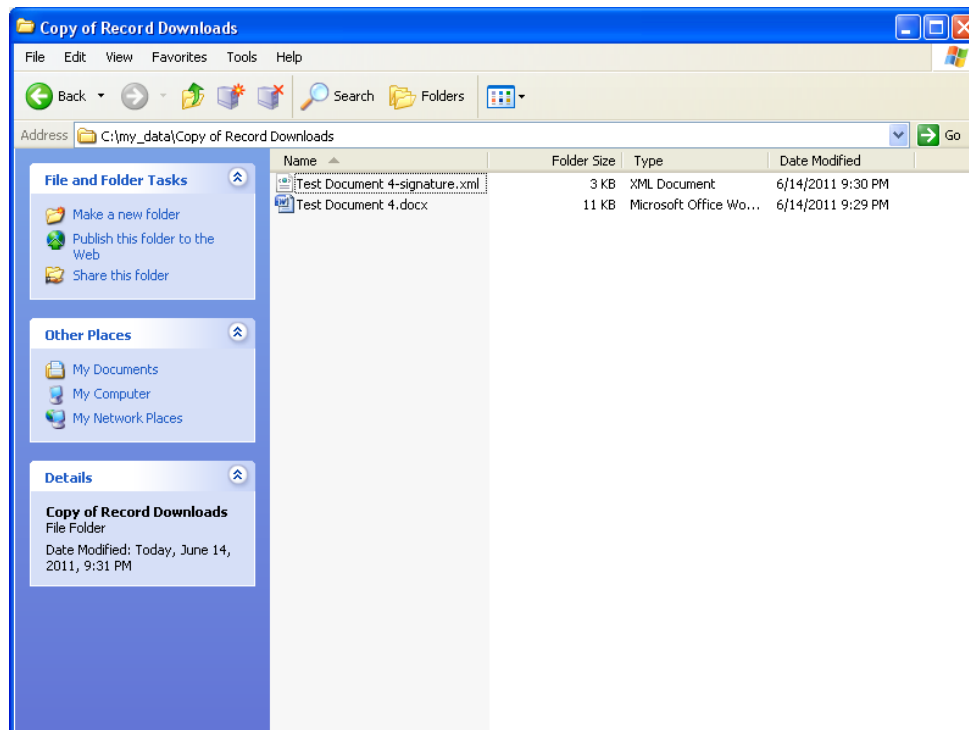 Copy of Record Downloads
File Edit View Favorites Tools Help
Back Search Folders
Address C:\my_data\Copy of Record Downloads Go
Name Folder Size Type Date Modified
Test Document 4-signature.xml 3 KB XML Document 6/14/2011 9:30 PM
Test Document 4.docx 11 KB Microsoft Office Wo... 6/14/2011 9:29 PM
File and Folder Tasks
Make a new folder
Publish this folder to the
Web
Share this folder
Other Places
My Documents
My Computer
My Network Places
Details
Copy of Record Downloads
File Folder
Date Modified: Today, June 14,
2011, 9:31 PM